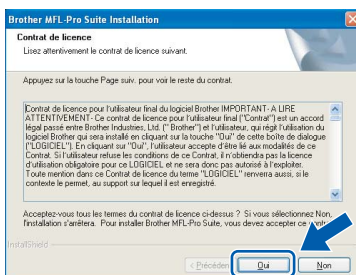 Brother MFL-Pro Suite Installation
Contrat de licence
Lisez attentivement le contrat de licence suivant.
Appuyez sur la touche Page suiv. pour voir le reste du contrat.
Contrat de licence pour l'utilisateur final du logiciel Brother IMPORTANT- A LIRE
ATTENTIVEMENT- Ce contrat de licence pour l'utilisateur final ("Contrat") est un accord
légal passé entre Brother Industries, Ltd. (" Brother") et l'utilisateur, qui régit l'utilisation du
logiciel Brother qui sera installé en cliquant sur la touche "Oui" de cette boîte de dialogue
("LOGICIEL"). En cliquant sur "Oui", l'utilisateur accepte d'être lié aux modalités de ce
Contrat. Si l'utilisateur refuse les conditions de ce Contrat, il n'obtiendra pas la licence
d'utilisation obligatoire pour ce LOGICIEL et ne sera donc pas autorisé à l'exploiter.
Toute mention dans ce Contrat de licence du terme "LOGICIEL" renverra aussi, si le
contexte le permet, au support sur lequel il est enregistré.
Acceptez-vous tous les termes du contrat de licence ci-dessus ? Si vous sélectionnez Non,
l'installation s'arrêtera. Pour installer Brother MFL-Pro Suite, vous devez accepter ce
InstallShield
< Précéden
Oui
Non